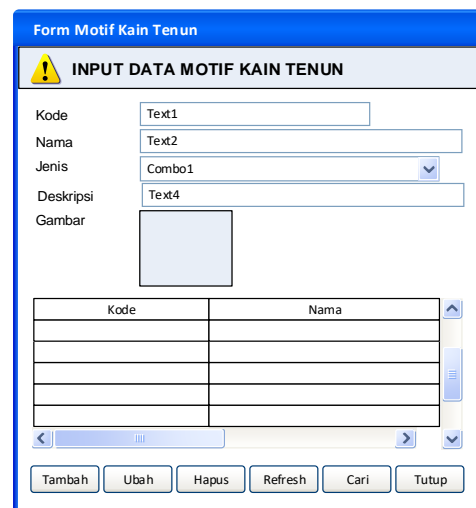 Form Motif Kain Tenun
INPUT DATA MOTIF KAIN TENUN
Kode Text1
Nama Text2
Jenis Combo1
Deskripsi Text4
Gambar
Kode Nama
Tambah Ubah Hapus Refresh Cari Tutup